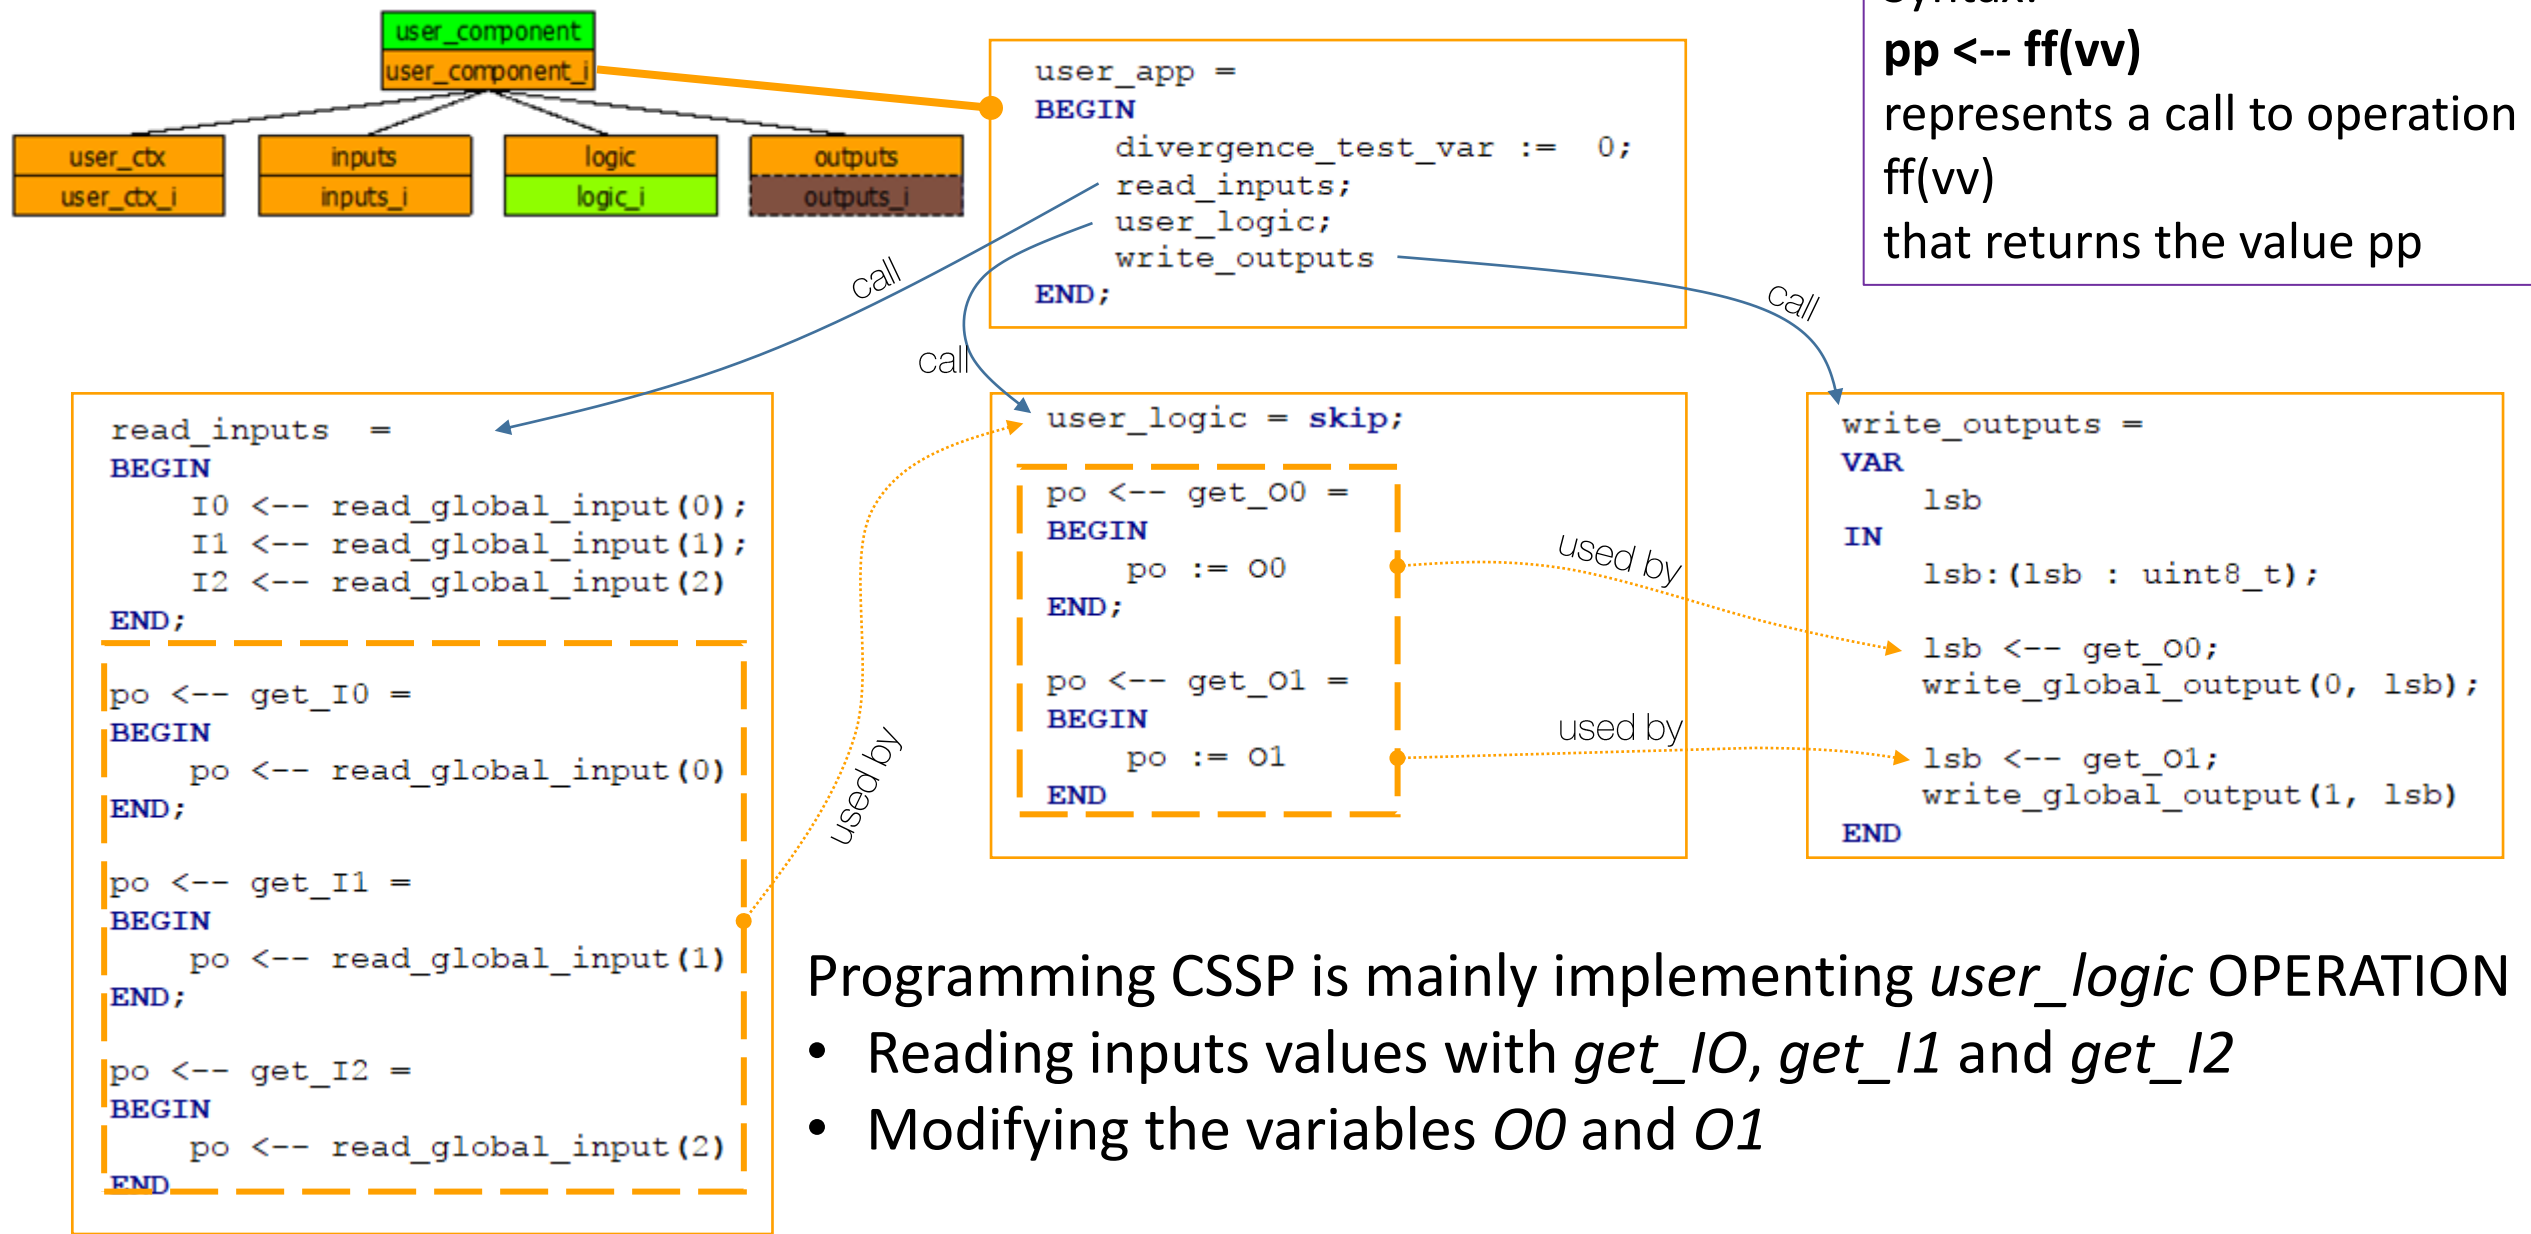 user_component
user_component_i
user_ctx
user_ctx_i
inputs
inputs_i
logic
logic_i
outputs
outputs_i
user_app =
BEGIN
divergence_test_var := 0;
read_inputs;
user_logic;
write_outputs
END;
Syntax:
pp <-- ff(vv)
represents a call to operation
ff(vv)
that returns the value pp
call
call
call
read_inputs =
BEGIN
I0 <-- read_global_input(0);
I1 <-- read_global_input(1);
I2 <-- read_global_input(2)
END;
po <-- get_I0 =
BEGIN
po <-- read_global_input(0)
END;
po <-- get_I1 =
BEGIN
po <-- read_global_input(1)
END;
po <-- get_I2 =
BEGIN
po <-- read_global_input(2)
END
used by
user_logic = skip;
po <-- get_O0 =
BEGIN
po := O0
END;
po <-- get_O1 =
BEGIN
po := O1
END
used by
used by
write_outputs =
VAR
lsb
IN
lsb:(lsb : uint8_t);
lsb <-- get_O0;
write_global_output(0, lsb);
lsb <-- get_O1;
write_global_output(1, lsb)
END
Programming CSSP is mainly implementing user_logic OPERATION
• Reading inputs values with get_IO, get_I1 and get_I2
• Modifying the variables O0 and O1